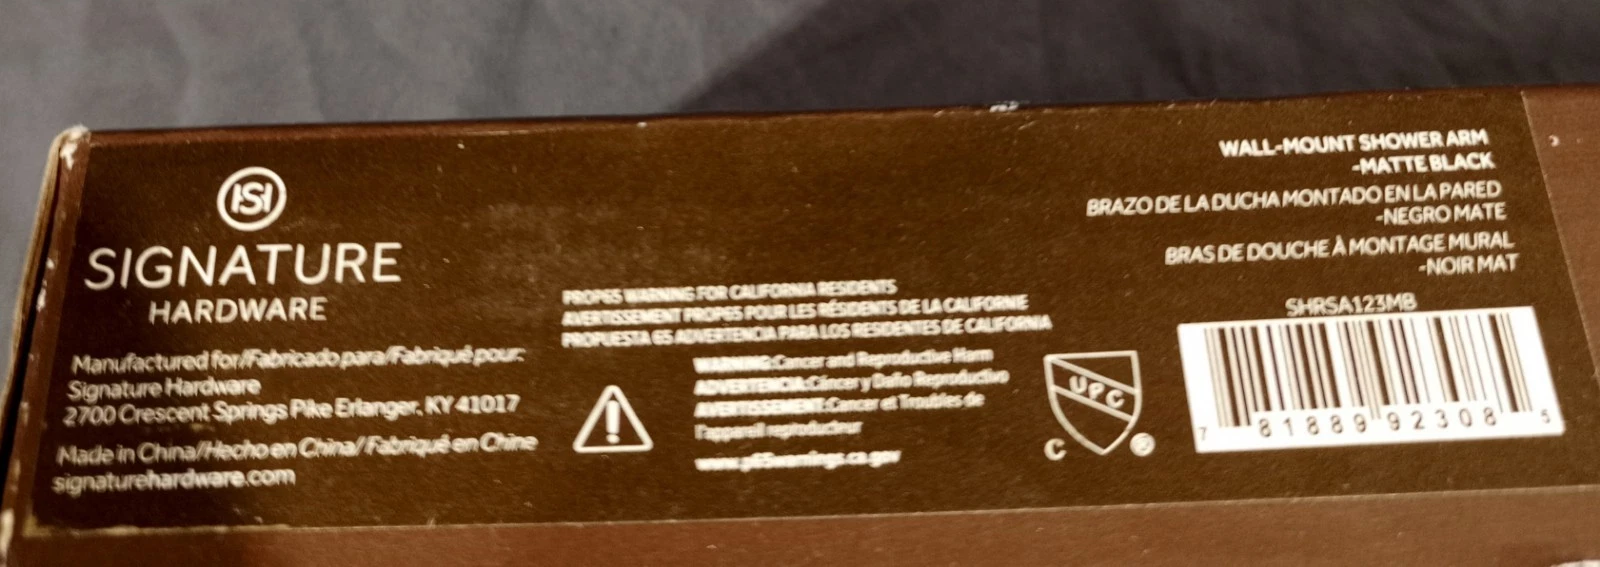 SIGNATURE
HARDWARE
Manufactured for/Fabricado para/Fabriqué pour:
Signature Hardware
2700 Crescent Springs Pike Erlanger, KY 41017
Made in China/Hecho en China/ Fabriqué en Chine
signaturehardware.com
PROP65 WARNING FOR CALIFORNIA RESIDENTS
AVERTISSEMENT PROP65 POUR LES RÉSIDENTS DE LA CALIFORNIE
PROPUESTA 65 ADVERTENCIA PARA LOS RESIDENTES DE CALIFORNIA
WARNING:Cancer and Reproductive Harm
ADVERTENCIA:Cáncer y Daño Reproductivo
AVERTISSEMENT:Cancer et Troubles de
l'appareil reproducteur
www.p65warnings.ca.gov
UPC
C ®
WALL-MOUNT SHOWER ARM
-MATTE BLACK
BRAZO DE LA DUCHA MONTADO EN LA PARED
-NEGRO MATE
BRAS DE DOUCHE À MONTAGE MURAL
-NOIR MAT
SHRSA123MB
7 81889 92308 5